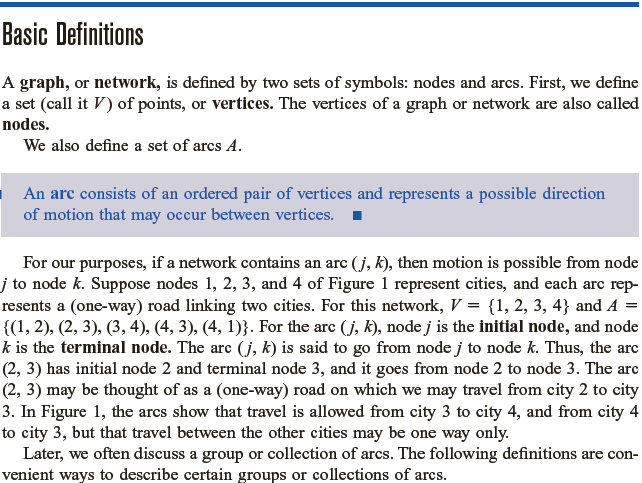 Basic Definitions
A graph, or network, is defined by two sets of symbols: nodes and arcs. First, we define
a set (call it V) of points, or vertices. The vertices of a graph or network are also called
nodes.
We also define a set of arcs A.
An arc consists of an ordered pair of vertices and represents a possible direction
of motion that may occur between vertices. ■
For our purposes, if a network contains an arc (j, k), then motion is possible from node
j to node k. Suppose nodes 1, 2, 3, and 4 of Figure 1 represent cities, and each arc rep-
resents a (one-way) road linking two cities. For this network, V = {1, 2, 3, 4} and A =
{(1, 2), (2, 3), (3, 4), (4, 3), (4, 1)}. For the arc (j, k), node j is the initial node, and node
k is the terminal node. The arc (j, k) is said to go from node j to node k. Thus, the arc
(2, 3) has initial node 2 and terminal node 3, and it goes from node 2 to node 3. The arc
(2, 3) may be thought of as a (one-way) road on which we may travel from city 2 to city
3. In Figure 1, the arcs show that travel is allowed from city 3 to city 4, and from city 4
to city 3, but that travel between the other cities may be one way only.
Later, we often discuss a group or collection of arcs. The following definitions are con-
venient ways to describe certain groups or collections of arcs.